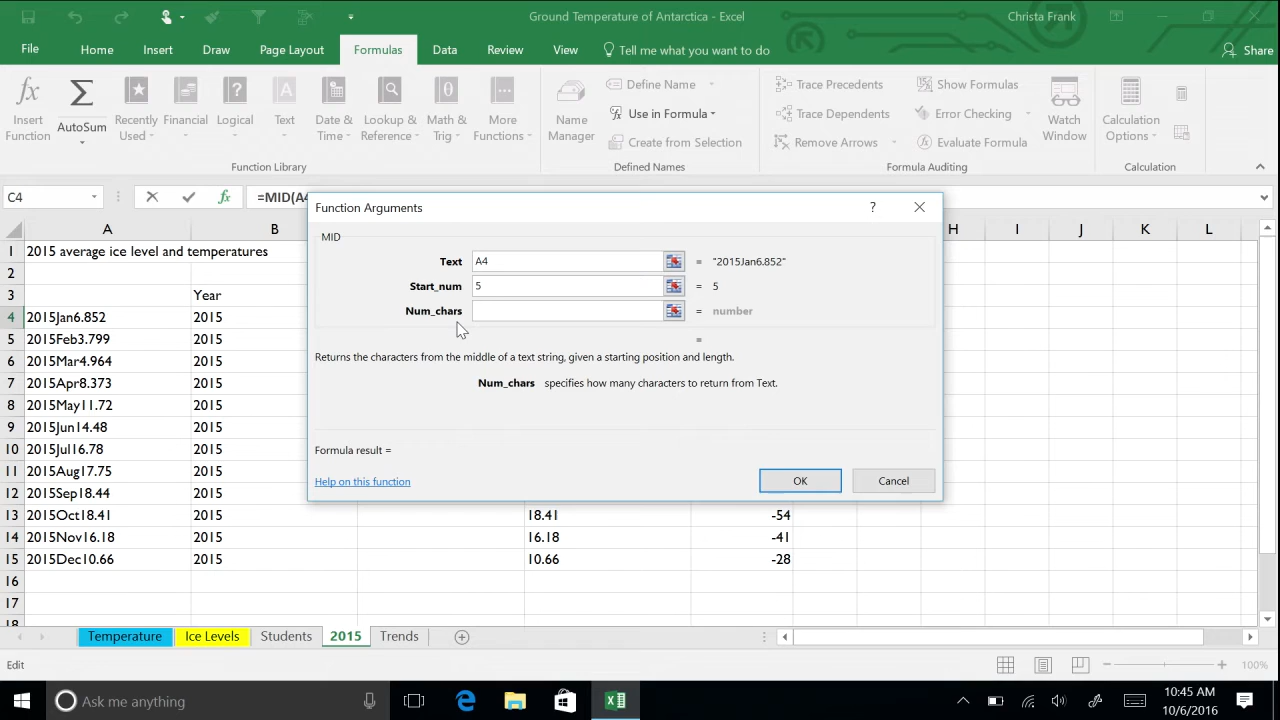 Ground Temperature of Antarctica - Excel
Christa Frank
File Home Insert Draw Page Layout Formulas Data Review View Tell me what you want to do Share
Insert Function
AutoSum
Recently Used
Financial
Logical
Text
Date & Time
Lookup & Reference
Math & Trig
More Functions
Function Library
Name Manager
Define Name
Use in Formula
Create from Selection
Defined Names
Trace Precedents
Trace Dependents
Remove Arrows
Show Formulas
Error Checking
Evaluate Formula
Formula Auditing
Watch Window
Calculation Options
Calculation
C4 fx =MID(A4
Function Arguments ?
MID
Text A4 = "2015Jan6.852"
Start_num 5 = 5
Num_chars = number
=
Returns the characters from the middle of a text string, given a starting position and length.
Num_chars specifies how many characters to return from Text.
Formula result =
Help on this function
OK Cancel
A B H I J K L
1 2015 average ice level and temperatures
2
3 Year
4 2015Jan6.852 2015
5 2015Feb3.799 2015
6 2015Mar4.964 2015
7 2015Apr8.373 2015
8 2015May11.72 2015
9 2015Jun14.48 2015
10 2015Jul16.78 2015
11 2015Aug17.75 2015
12 2015Sep18.44 2015
13 2015Oct18.41 2015 18.41 -54
14 2015Nov16.18 2015 16.18 -41
15 2015Dec10.66 2015 10.66 -28
16
17
18
Temperature Ice Levels Students 2015 Trends
Edit 100%
Ask me anything
10:45 AM
10/6/2016